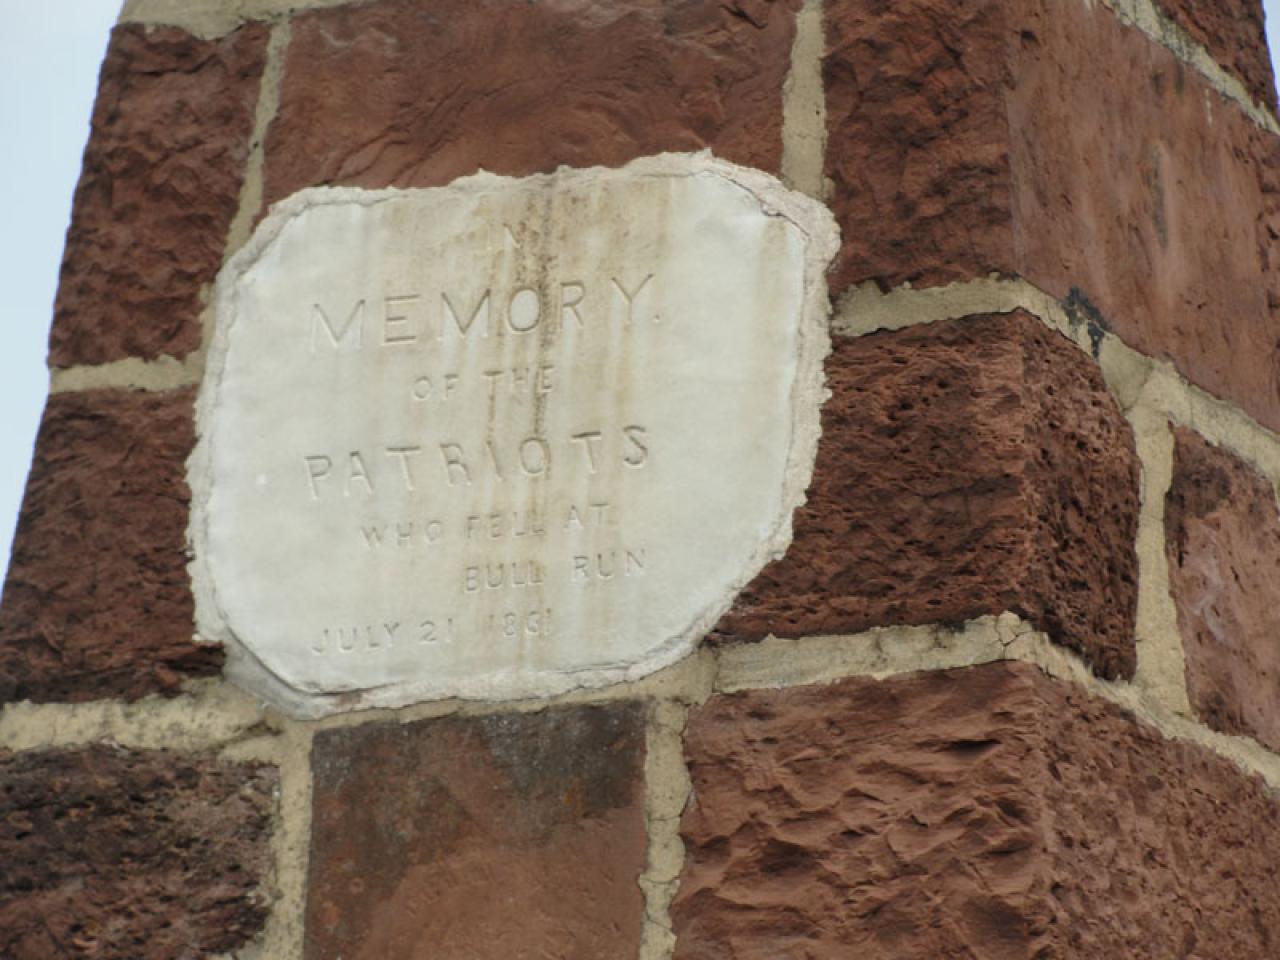 IN
MEMORY.
OF THE
PATRIOTS
WHO FELL AT
BULL RUN
JULY 21 1861